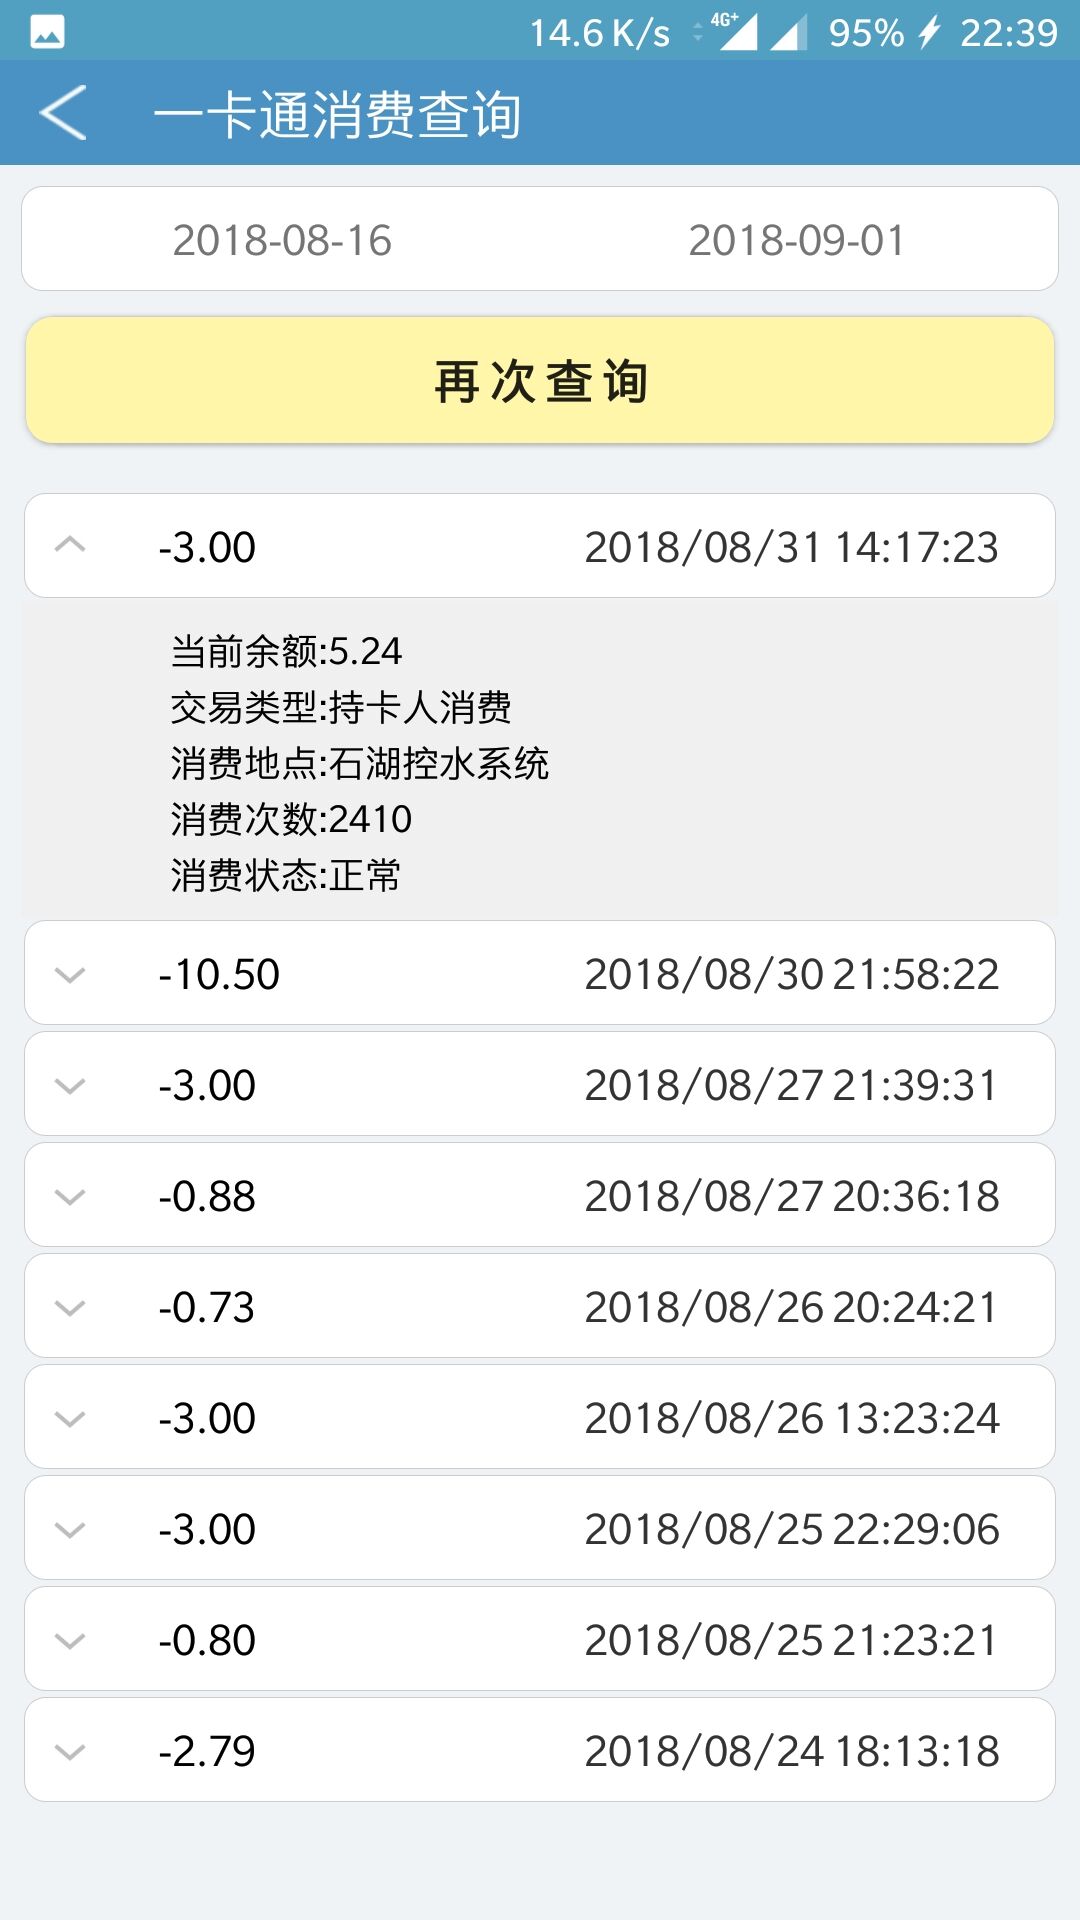 14.6 K/s 4G+ 95% 22:39
一卡通消费查询
2018-08-16 2018-09-01
再次查询
-3.00 2018/08/31 14:17:23
当前余额:5.24
交易类型:持卡人消费
消费地点:石湖控水系统
消费次数:2410
消费状态:正常
-10.50 2018/08/30 21:58:22
-3.00 2018/08/27 21:39:31
-0.88 2018/08/27 20:36:18
-0.73 2018/08/26 20:24:21
-3.00 2018/08/26 13:23:24
-3.00 2018/08/25 22:29:06
-0.80 2018/08/25 21:23:21
-2.79 2018/08/24 18:13:18